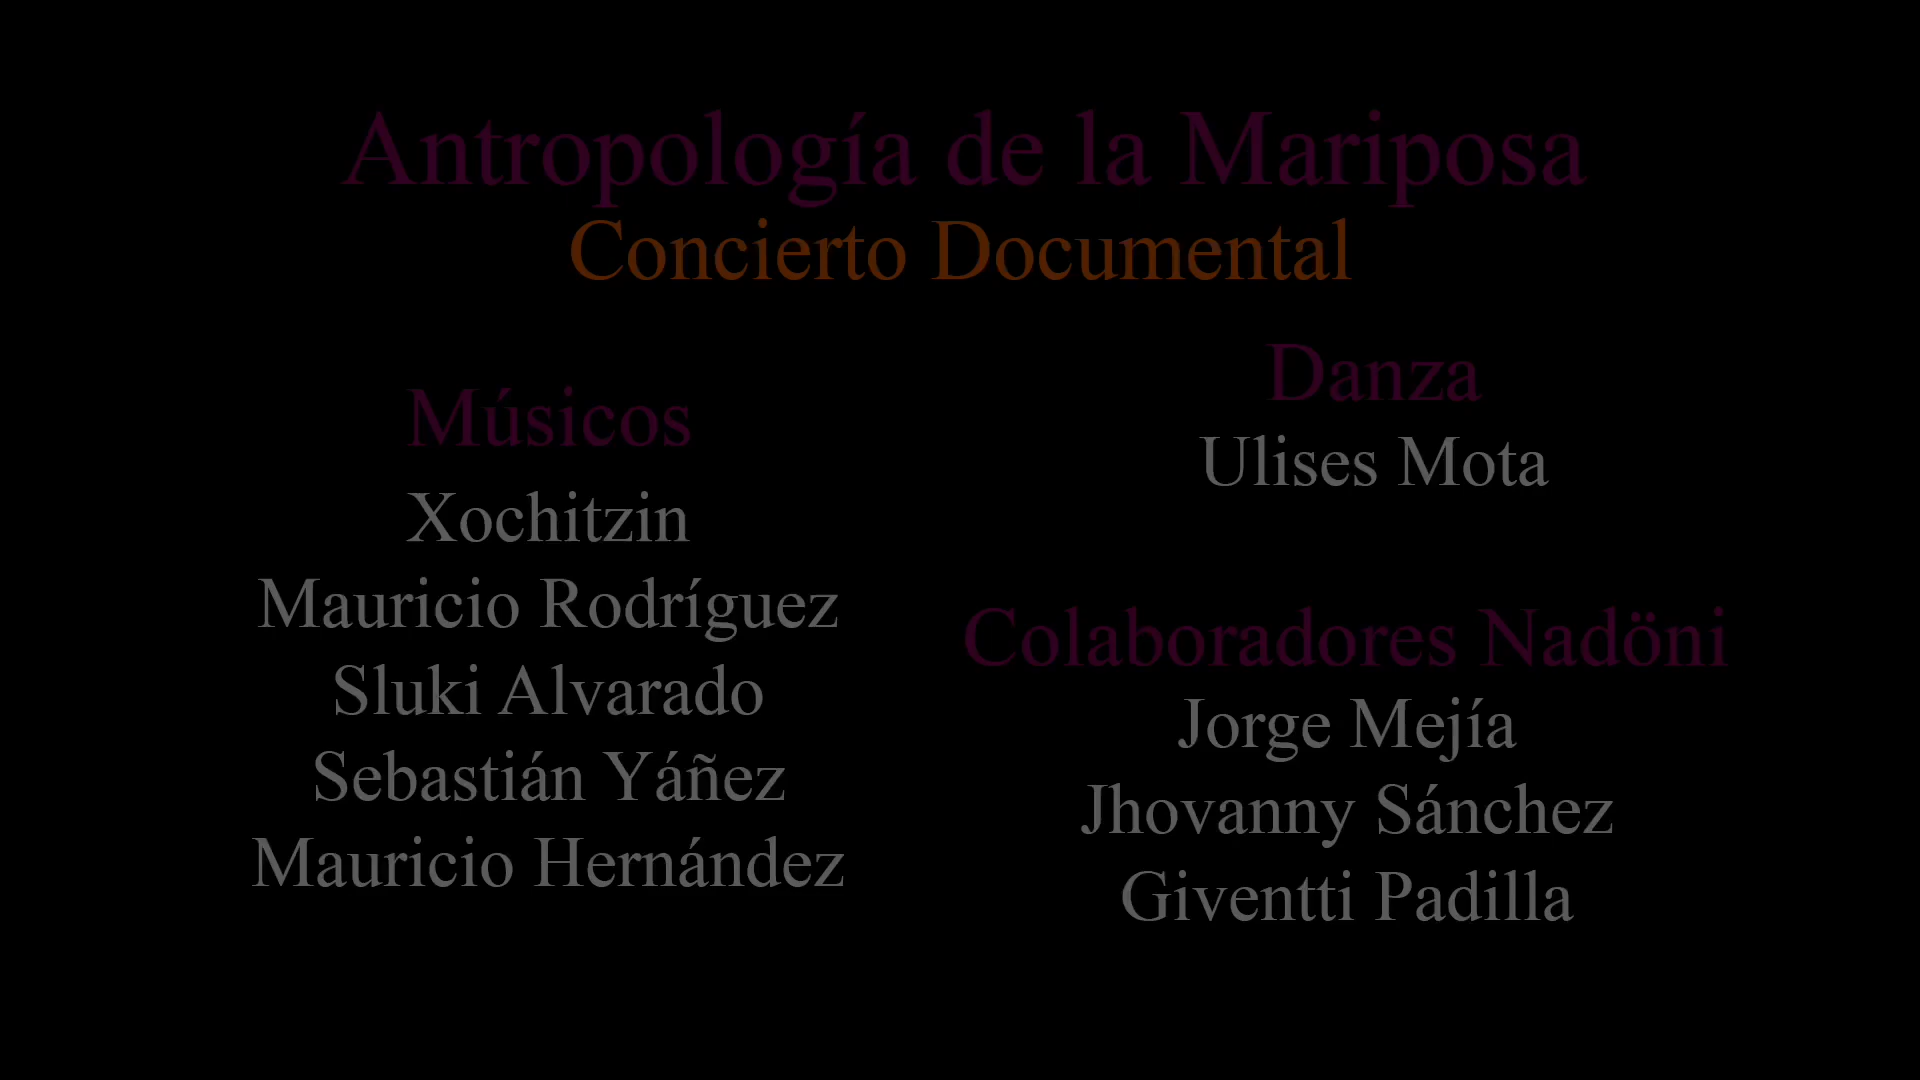 Antropología de la Mariposa
Concierto Documental
Músicos
Xochitzin
Mauricio Rodríguez
Sluki Alvarado
Sebastián Yáñez
Mauricio Hernández
Danza
Ulises Mota
Colaboradores Nadöni
Jorge Mejía
Jhovanny Sánchez
Giventti Padilla